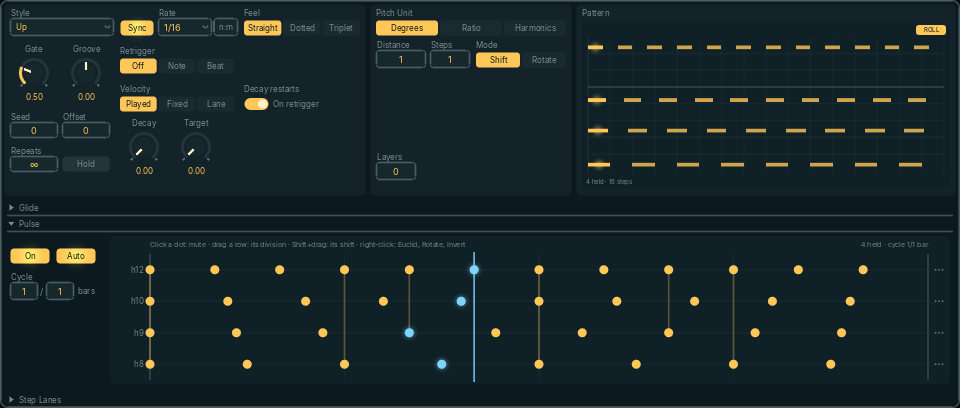 Style
Up
Sync
Rate
1/16
n:m
Feel
Straight
Dotted
Triplet
Gate
0.50
Groove
0.00
Retrigger
Off
Note
Beat
Velocity
Played
Fixed
Lane
Decay restarts
On retrigger
Seed
0
Offset
0
Decay
0.00
Target
0.00
Repeats
∞
Hold
Pitch Unit
Degrees
Ratio
Harmonics
Distance
1
Steps
1
Mode
Shift
Rotate
Layers
0
Pattern
ROLL
4 held · 16 steps
Glide
Pulse
On
Auto
Cycle
1 / 1 bars
Click a dot: mute · drag a row: its division · Shift+drag: its shift · right-click: Euclid, Rotate, Invert
4 held · cycle 1/1 bar
h12
h10
h9
h8
Step Lanes